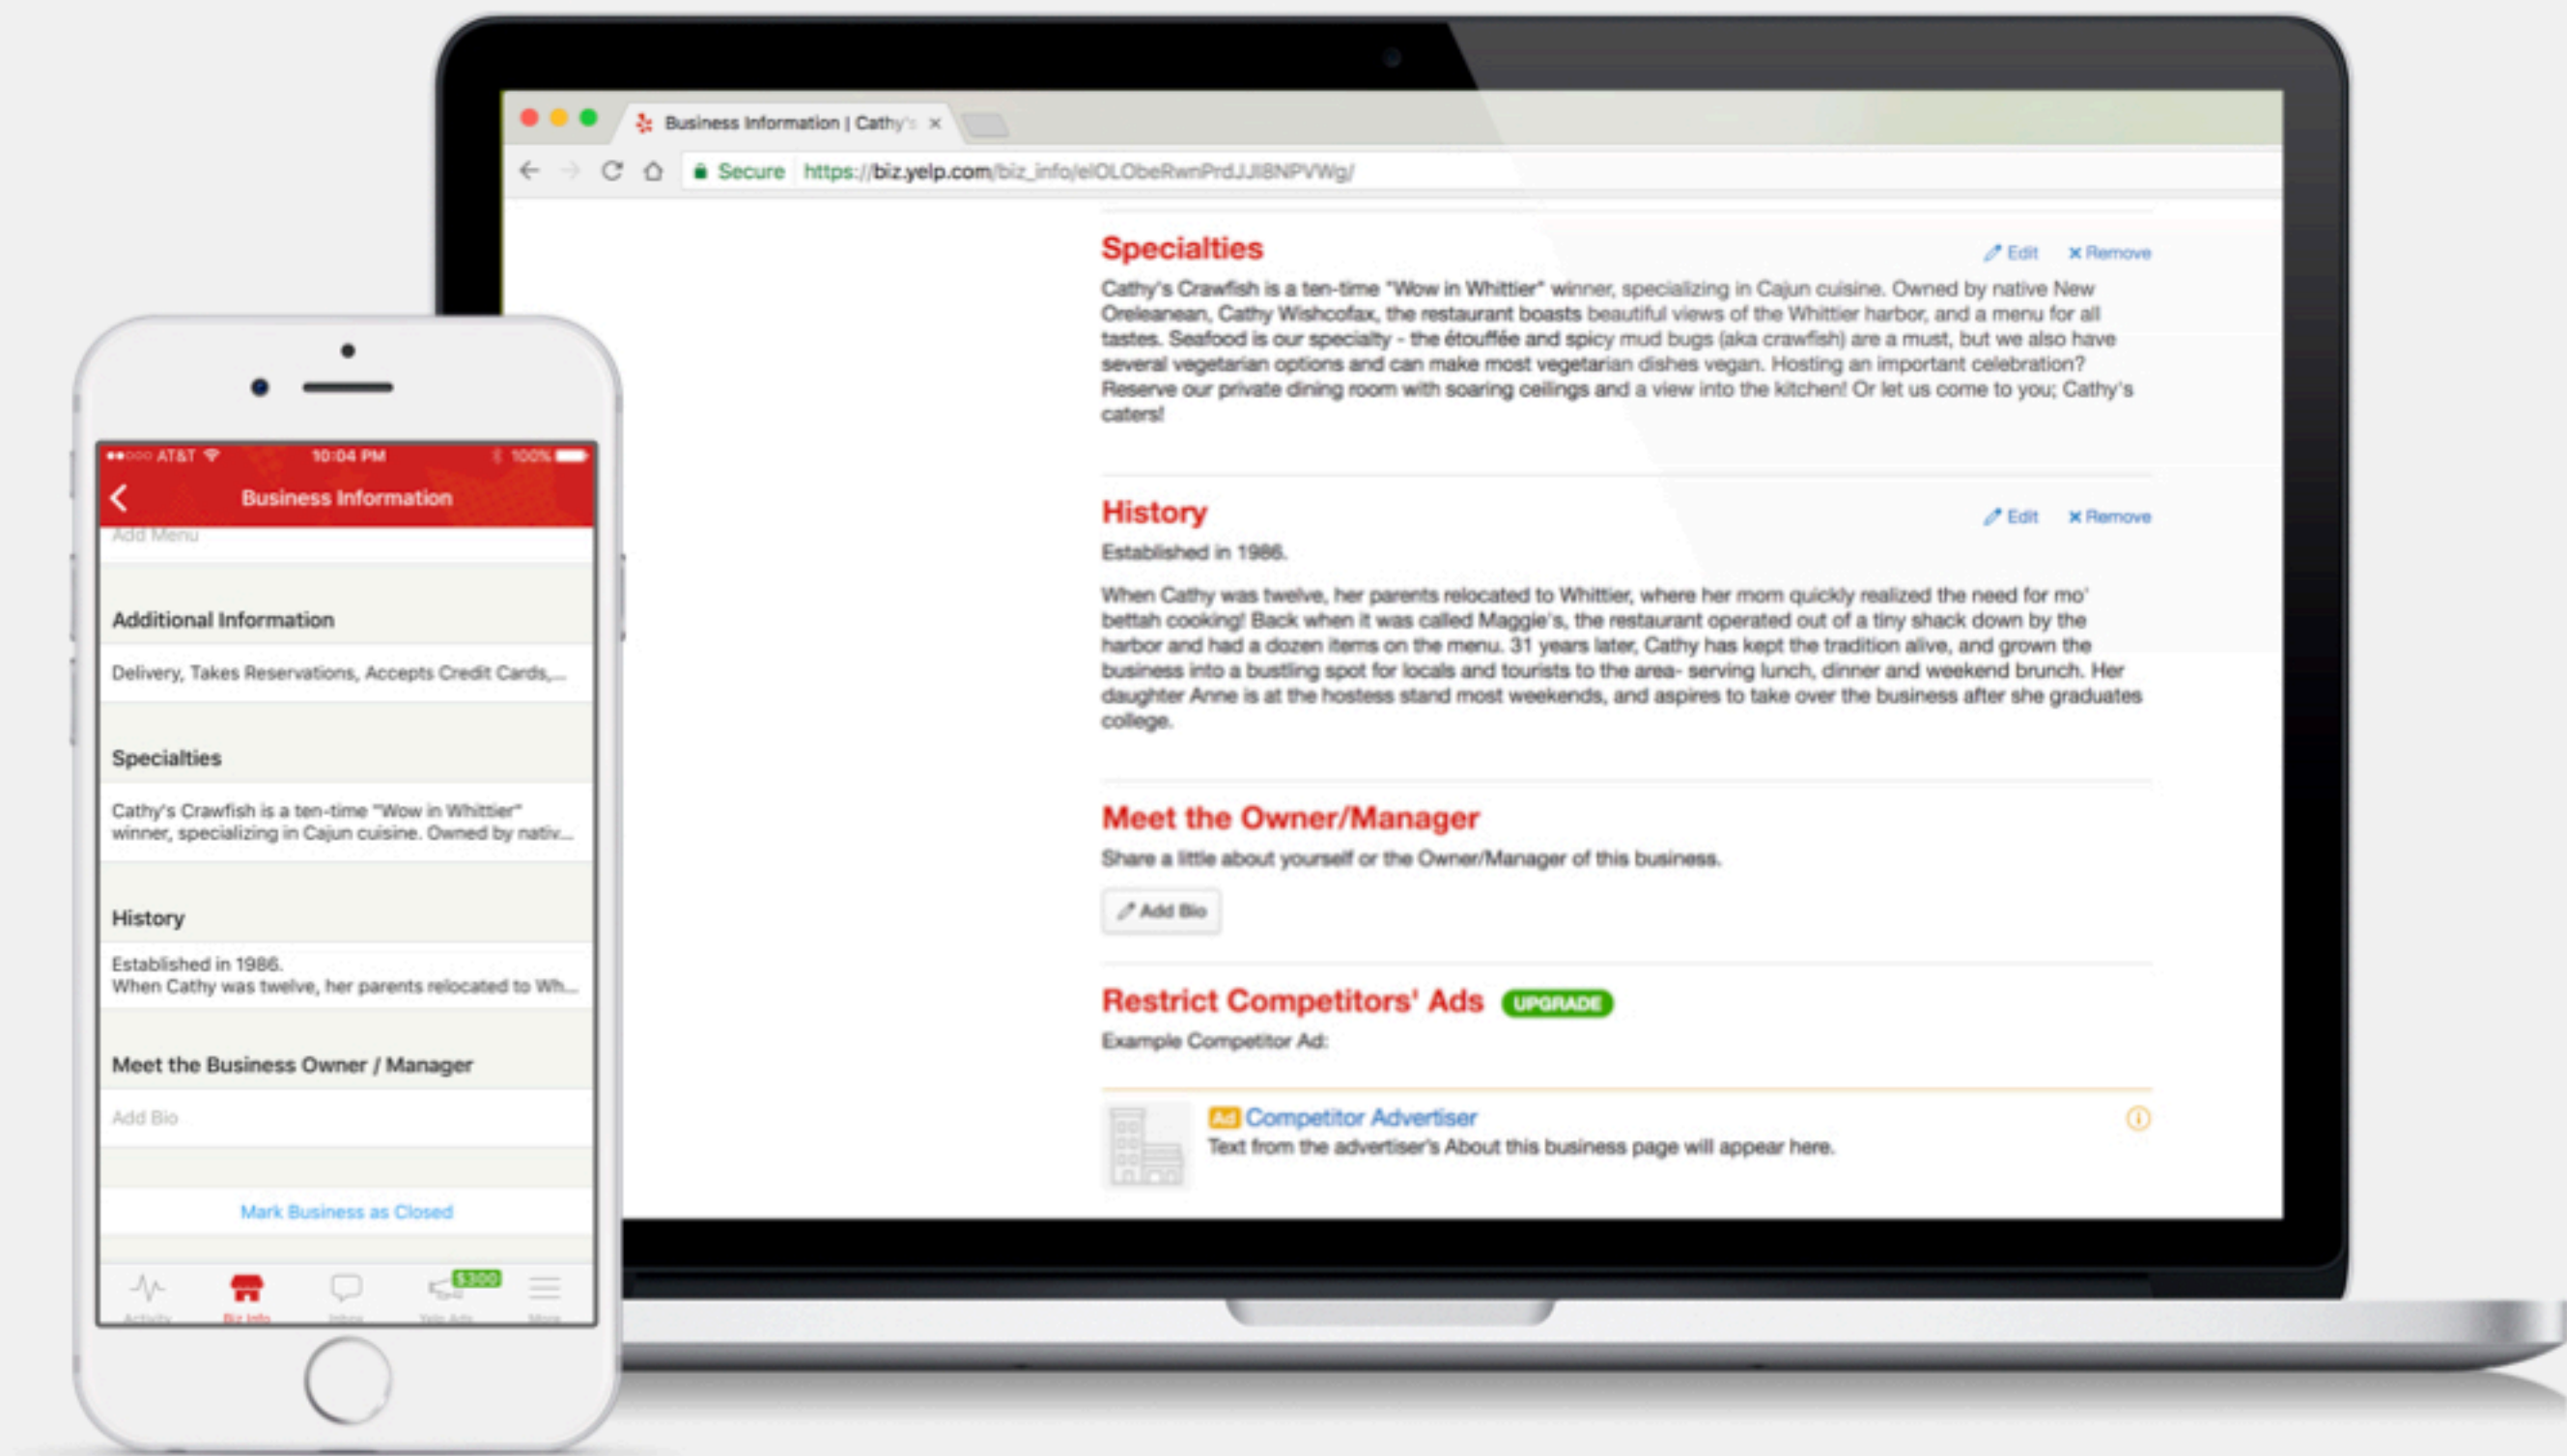 Business Information | Cathy's
Secure https://biz.yelp.com/biz_info/elOLObeRwnPrdJJI8NPVWg/
Specialties
Edit Remove
Cathy's Crawfish is a ten-time "Wow in Whittier" winner, specializing in Cajun cuisine. Owned by native New
Oreleanean, Cathy Wishcofax, the restaurant boasts beautiful views of the Whittier harbor, and a menu for all
tastes. Seafood is our specialty - the étouffée and spicy mud bugs (aka crawfish) are a must, but we also have
several vegetarian options and can make most vegetarian dishes vegan. Hosting an important celebration?
Reserve our private dining room with soaring ceilings and a view into the kitchen! Or let us come to you; Cathy's
caters!
History
Edit Remove
Established in 1986.
When Cathy was twelve, her parents relocated to Whittier, where her mom quickly realized the need for mo'
bettah cooking! Back when it was called Maggie's, the restaurant operated out of a tiny shack down by the
harbor and had a dozen items on the menu. 31 years later, Cathy has kept the tradition alive, and grown the
business into a bustling spot for locals and tourists to the area- serving lunch, dinner and weekend brunch. Her
daughter Anne is at the hostess stand most weekends, and aspires to take over the business after she graduates
college.
Meet the Owner/Manager
Share a little about yourself or the Owner/Manager of this business.
Add Bio
Restrict Competitors' Ads UPGRADE
Example Competitor Ad:
Ad Competitor Advertiser
Text from the advertiser's About this business page will appear here.
AT&T 10:04 PM 100%
Business Information
Add Menu
Additional Information
Delivery, Takes Reservations, Accepts Credit Cards,...
Specialties
Cathy's Crawfish is a ten-time "Wow in Whittier"
winner, specializing in Cajun cuisine. Owned by nativ...
History
Established in 1986.
When Cathy was twelve, her parents relocated to Wh...
Meet the Business Owner / Manager
Add Bio
Mark Business as Closed
$300
Activity Biz Info Inbox Yelp Ads More